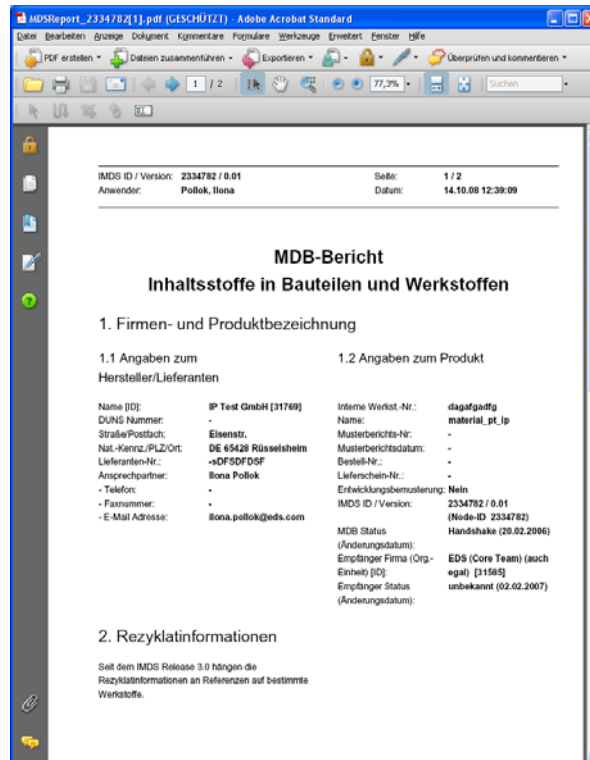 MDSReport_2334782[1].pdf (GESCHÜTZT) - Adobe Acrobat Standard
Datei Bearbeiten Anzeige Dokument Kommentare Formulare Werkzeuge Erweitert Fenster Hilfe
PDF erstellen Dateien zusammenführen Exportieren Überprüfen und kommentieren
1 / 2 77,3% Suchen
IMDS ID / Version: 2334782 / 0.01 Seite: 1 / 2
Anwender: Pollok, Ilona Datum: 14.10.08 12:39:09
MDB-Bericht
Inhaltsstoffe in Bauteilen und Werkstoffen
1. Firmen- und Produktbezeichnung
1.1 Angaben zum
Hersteller/Lieferanten
Name [ID]: IP Test GmbH [31769]
DUNS Nummer: -
Straße/Postfach: Eisenstr.
Nat.-Kennz./PLZ/Ort: DE 65428 Rüsselsheim
Lieferanten-Nr.: -sDFSDFDSF
Ansprechpartner: Ilona Pollok
- Telefon: -
- Faxnummer: -
- E-Mail Adresse: ilona.pollok@eds.com
1.2 Angaben zum Produkt
Interne Werkst.-Nr.: dagafgadfg
Name: material_pt_ip
Musterberichts-Nr: -
Musterberichtsdatum: -
Bestell-Nr.: -
Lieferschein-Nr.: -
Entwicklungsbemusterung: Nein
IMDS ID / Version: 2334782 / 0.01
(Node-ID 2334782)
MDB Status Handshake (20.02.2006)
(Änderungsdatum):
Empfänger Firma (Org.- EDS (Core Team) (auch
Einheit) [ID]: egal) [31585]
Empfänger Status unbekannt (02.02.2007)
(Änderungsdatum):
2. Rezyklatinformationen
Seit dem IMDS Release 3.0 hängen die
Rezyklatinformationen an Referenzen auf bestimmte
Werkstoffe.